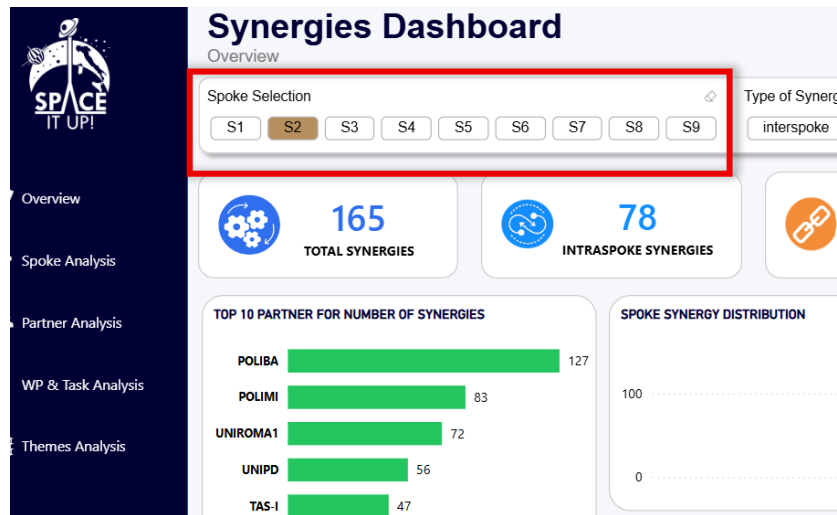 SPACE
IT UP!
Synergies Dashboard
Overview
Spoke Selection
S1 S2 S3 S4 S5 S6 S7 S8 S9
Type of Synerg
interspoke
Overview
Spoke Analysis
Partner Analysis
WP & Task Analysis
Themes Analysis
165
TOTAL SYNERGIES
78
INTRASPOKE SYNERGIES
TOP 10 PARTNER FOR NUMBER OF SYNERGIES
POLIBA 127
POLIMI 83
UNIROMA1 72
UNIPD 56
TAS-I 47
SPOKE SYNERGY DISTRIBUTION
100
0